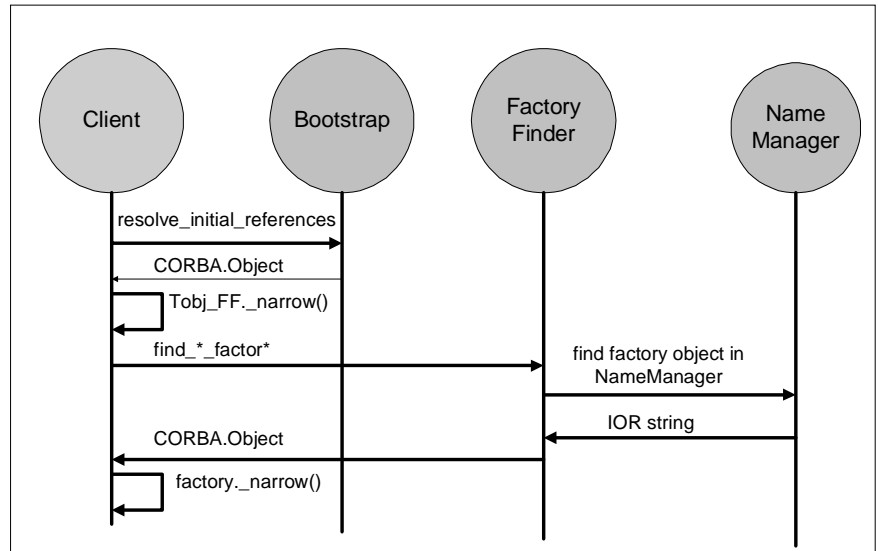 Client
Bootstrap
Factory
Finder
Name
Manager
resolve_initial_references
CORBA.Object
Tobj_FF._narrow()
find_*_factor*
find factory object in
NameManager
IOR string
CORBA.Object
factory._narrow()